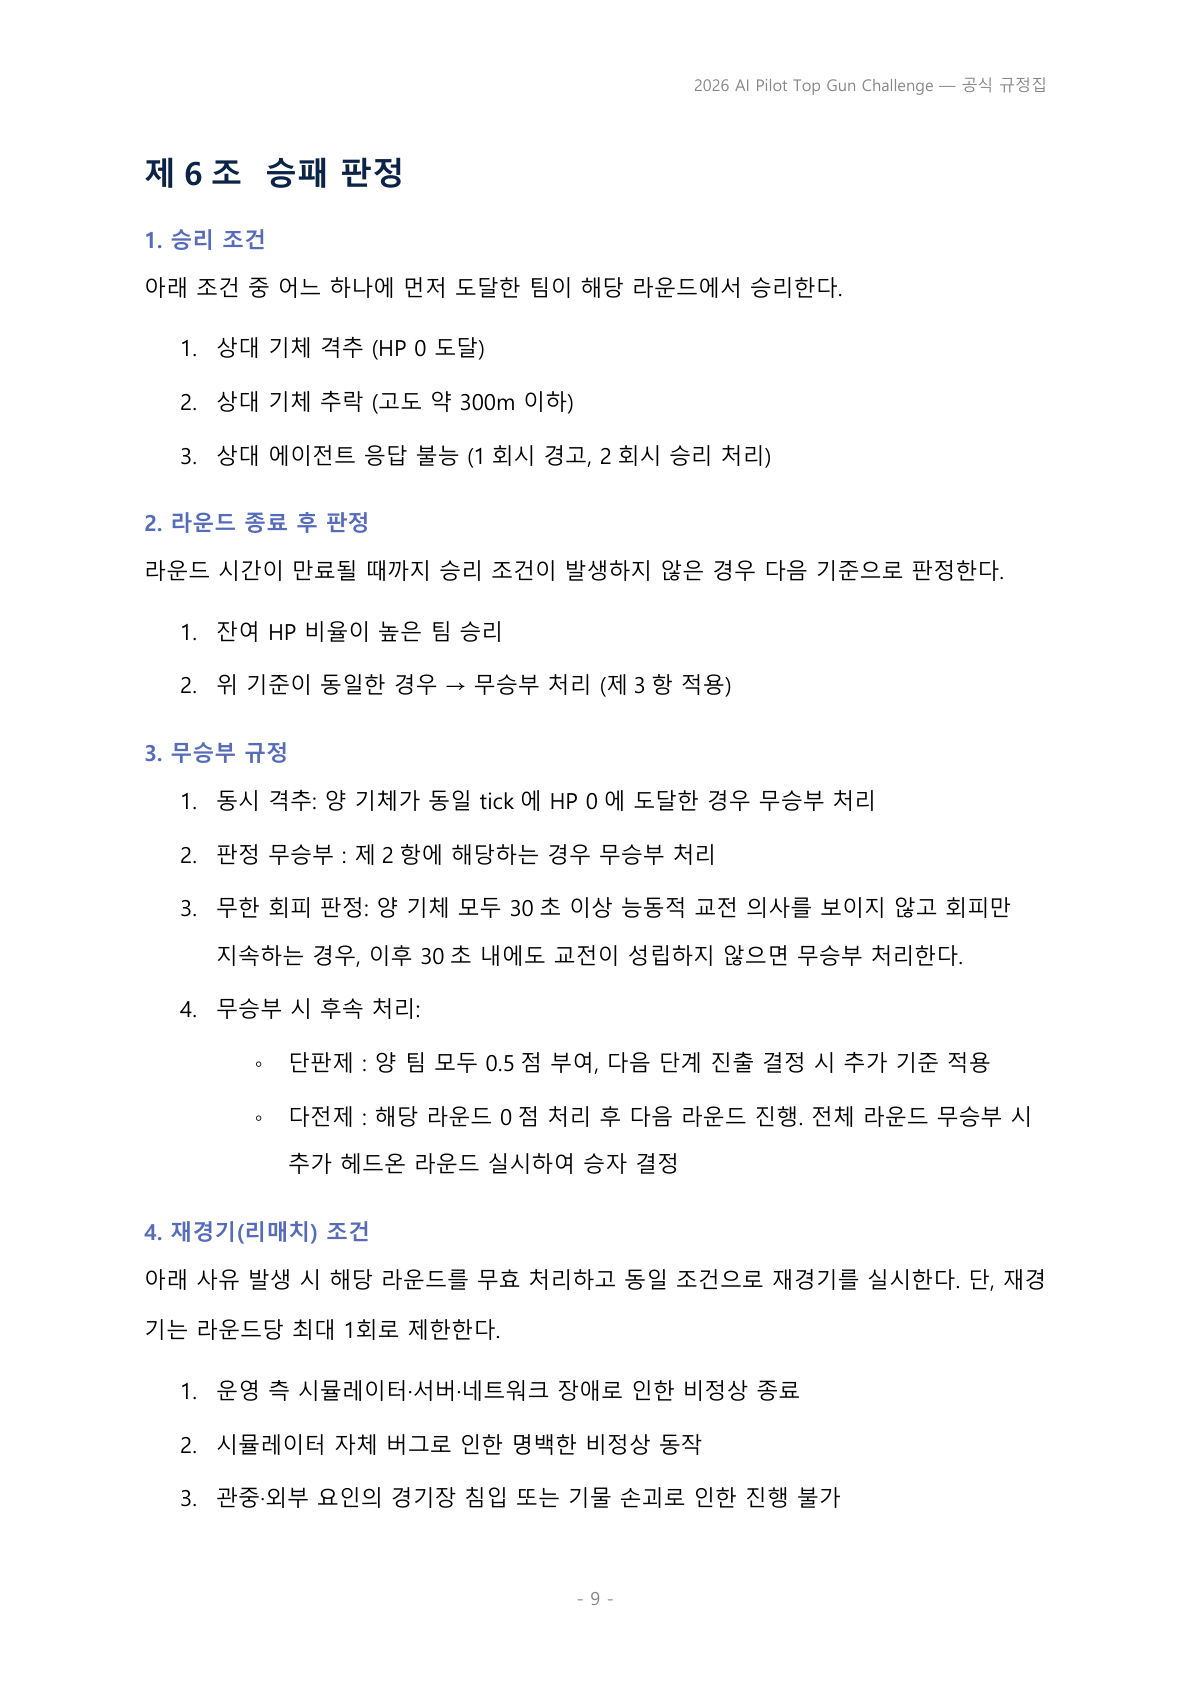 2026 AI Pilot Top Gun Challenge — 공식 규정집
제 6 조 승패 판정
1. 승리 조건
아래 조건 중 어느 하나에 먼저 도달한 팀이 해당 라운드에서 승리한다.
1. 상대 기체 격추 (HP 0 도달)
2. 상대 기체 추락 (고도 약 300m 이하)
3. 상대 에이전트 응답 불능 (1 회시 경고, 2 회시 승리 처리)
2. 라운드 종료 후 판정
라운드 시간이 만료될 때까지 승리 조건이 발생하지 않은 경우 다음 기준으로 판정한다.
1. 잔여 HP 비율이 높은 팀 승리
2. 위 기준이 동일한 경우 → 무승부 처리 (제 3 항 적용)
3. 무승부 규정
1. 동시 격추: 양 기체가 동일 tick 에 HP 0 에 도달한 경우 무승부 처리
2. 판정 무승부 : 제 2 항에 해당하는 경우 무승부 처리
3. 무한 회피 판정: 양 기체 모두 30 초 이상 능동적 교전 의사를 보이지 않고 회피만
지속하는 경우, 이후 30 초 내에도 교전이 성립하지 않으면 무승부 처리한다.
4. 무승부 시 후속 처리:
◦ 단판제 : 양 팀 모두 0.5 점 부여, 다음 단계 진출 결정 시 추가 기준 적용
◦ 다전제 : 해당 라운드 0 점 처리 후 다음 라운드 진행. 전체 라운드 무승부 시
추가 헤드온 라운드 실시하여 승자 결정
4. 재경기(리매치) 조건
아래 사유 발생 시 해당 라운드를 무효 처리하고 동일 조건으로 재경기를 실시한다. 단, 재경
기는 라운드당 최대 1회로 제한한다.
1. 운영 측 시뮬레이터·서버·네트워크 장애로 인한 비정상 종료
2. 시뮬레이터 자체 버그로 인한 명백한 비정상 동작
3. 관중·외부 요인의 경기장 침입 또는 기물 손괴로 인한 진행 불가
- 9 -